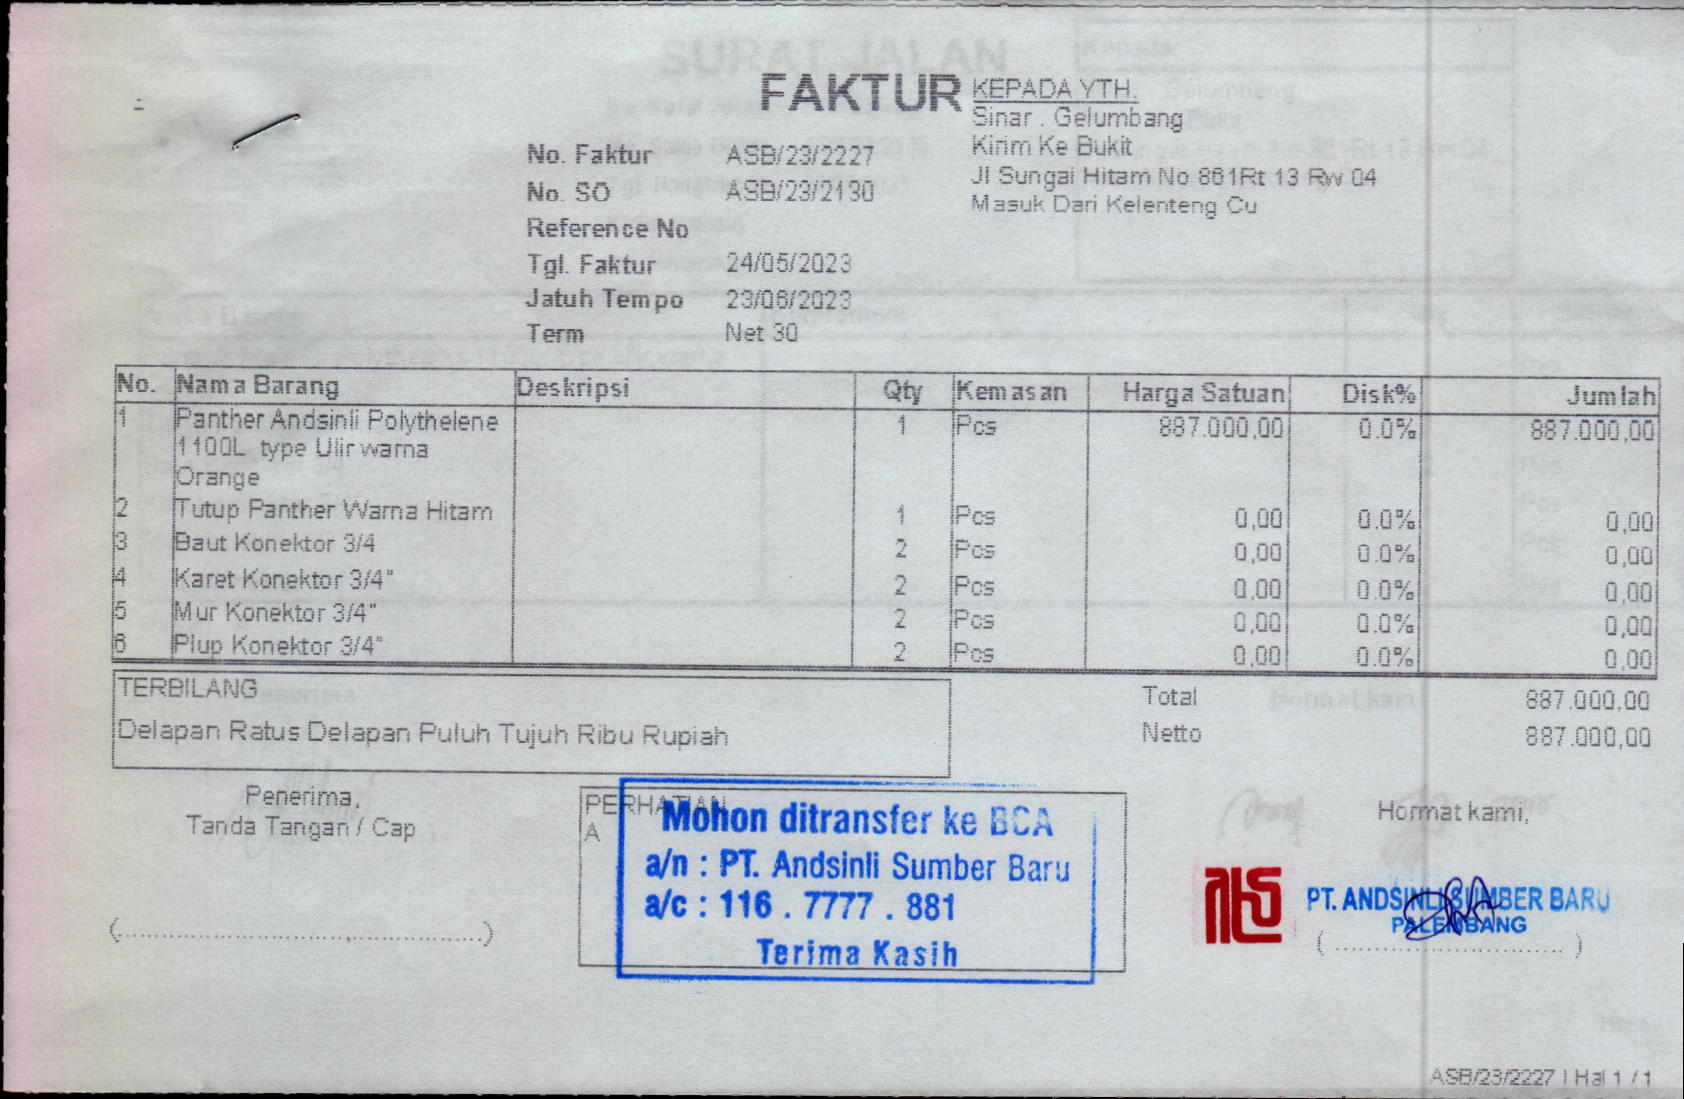 FAKTUR
KEPADA YTH.
Sinar . Gelumbang
Kirim Ke Bukit
Jl Sungai Hitam No 861Rt 13 Rw 04
Masuk Dari Kelenteng Cu
No. Faktur ASB/23/2227
No. SO ASB/23/2130
Reference No
Tgl. Faktur 24/05/2023
Jatuh Tempo 23/06/2023
Term Net 30
No. Nama Barang Deskripsi Qty Kemasan Harga Satuan Disk% Jumlah
1 Panther Andsinli Polythelene 1 Pcs 887.000,00 0.0% 887.000,00
1100L type Ulir warna
Orange
2 Tutup Panther Warna Hitam 1 Pcs 0,00 0.0% 0,00
3 Baut Konektor 3/4 2 Pcs 0,00 0.0% 0,00
4 Karet Konektor 3/4" 2 Pcs 0,00 0.0% 0,00
5 Mur Konektor 3/4" 2 Pcs 0,00 0.0% 0,00
6 Plup Konektor 3/4" 2 Pcs 0,00 0.0% 0,00
TERBILANG
Delapan Ratus Delapan Puluh Tujuh Ribu Rupiah
Total 887.000,00
Netto 887.000,00
Penerima,
Tanda Tangan / Cap
(........................................)
PERHATIAN
A
Mohon ditransfer ke BCA
a/n : PT. Andsinli Sumber Baru
a/c : 116 . 7777 . 881
Terima Kasih
Hormat kami,
PT. ANDSINLI SUMBER BARU
PALEMBANG
( .............................. )
ASB/23/2227 | Hal 1 / 1